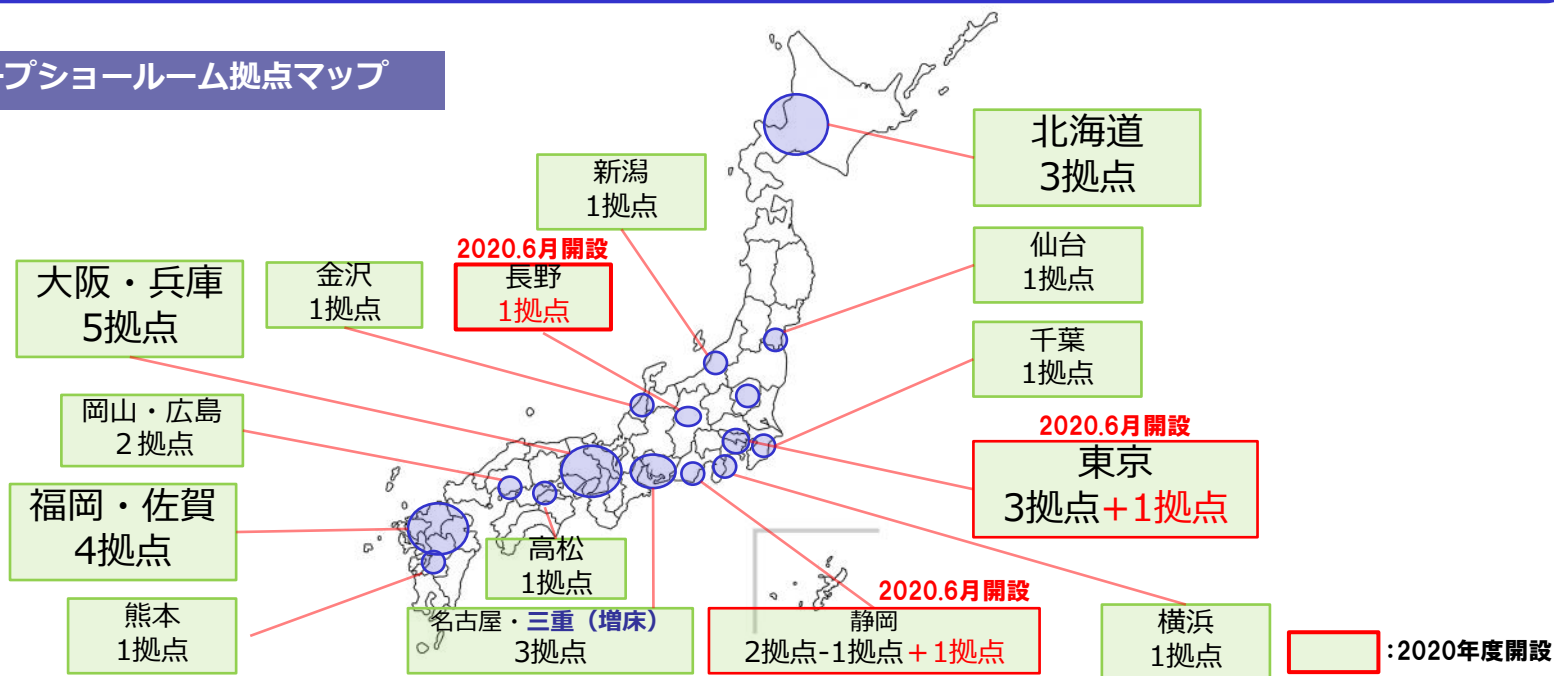 ープショールーム拠点マップ
北海道
3拠点
新潟
1拠点
仙台
1拠点
2020.6月開設
長野
1拠点
金沢
1拠点
大阪・兵庫
5拠点
千葉
1拠点
岡山・広島
２拠点
2020.6月開設
東京
3拠点+1拠点
福岡・佐賀
4拠点
高松
1拠点
熊本
1拠点
名古屋・三重（増床）
3拠点
2020.6月開設
静岡
2拠点-1拠点＋1拠点
横浜
1拠点
:2020年度開設